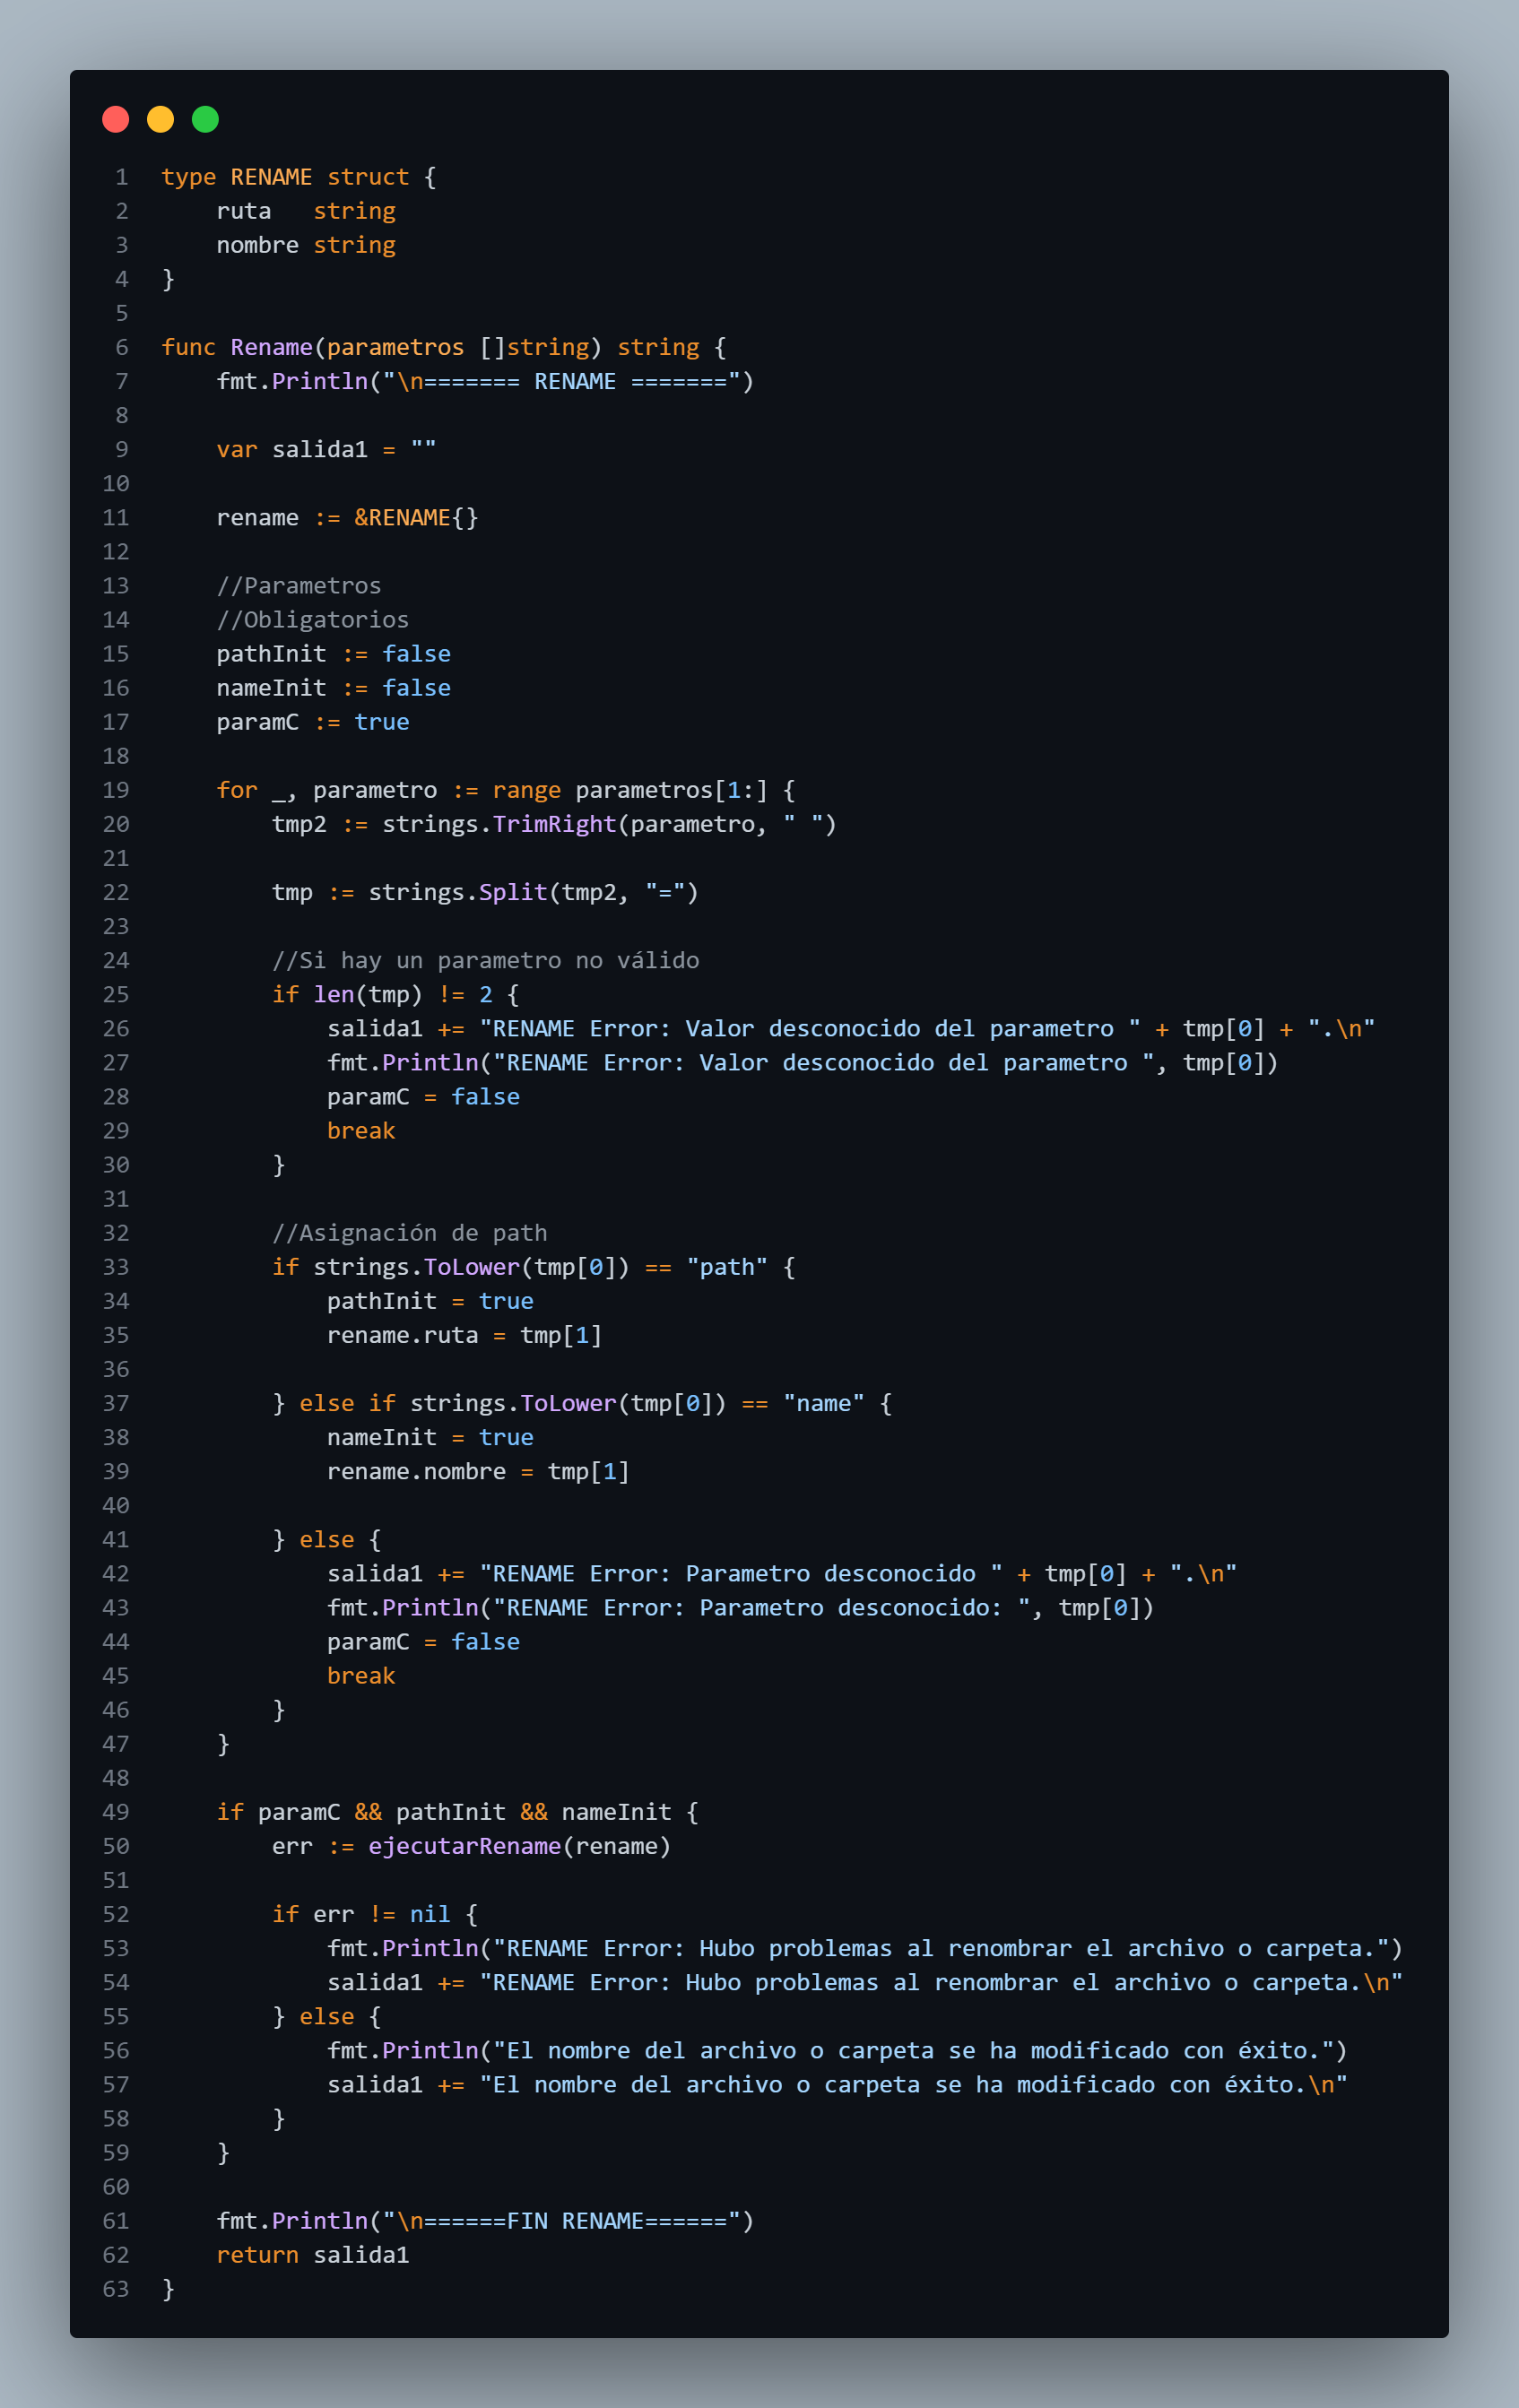 1 type RENAME struct {
2     ruta   string
3     nombre string
4 }
5
6 func Rename(parametros []string) string {
7     fmt.Println("\n======= RENAME =======")
8
9     var salida1 = ""
10
11     rename := &RENAME{}
12
13     //Parametros
14     //Obligatorios
15     pathInit := false
16     nameInit := false
17     paramC := true
18
19     for _, parametro := range parametros[1:] {
20         tmp2 := strings.TrimRight(parametro, " ")
21
22         tmp := strings.Split(tmp2, "=")
23
24         //Si hay un parametro no válido
25         if len(tmp) != 2 {
26             salida1 += "RENAME Error: Valor desconocido del parametro " + tmp[0] + ".\n"
27             fmt.Println("RENAME Error: Valor desconocido del parametro ", tmp[0])
28             paramC = false
29             break
30         }
31
32         //Asignación de path
33         if strings.ToLower(tmp[0]) == "path" {
34             pathInit = true
35             rename.ruta = tmp[1]
36
37         } else if strings.ToLower(tmp[0]) == "name" {
38             nameInit = true
39             rename.nombre = tmp[1]
40
41         } else {
42             salida1 += "RENAME Error: Parametro desconocido " + tmp[0] + ".\n"
43             fmt.Println("RENAME Error: Parametro desconocido: ", tmp[0])
44             paramC = false
45             break
46         }
47     }
48
49     if paramC && pathInit && nameInit {
50         err := ejecutarRename(rename)
51
52         if err != nil {
53             fmt.Println("RENAME Error: Hubo problemas al renombrar el archivo o carpeta.")
54             salida1 += "RENAME Error: Hubo problemas al renombrar el archivo o carpeta.\n"
55         } else {
56             fmt.Println("El nombre del archivo o carpeta se ha modificado con éxito.")
57             salida1 += "El nombre del archivo o carpeta se ha modificado con éxito.\n"
58         }
59     }
60
61     fmt.Println("\n======FIN RENAME======")
62     return salida1
63 }